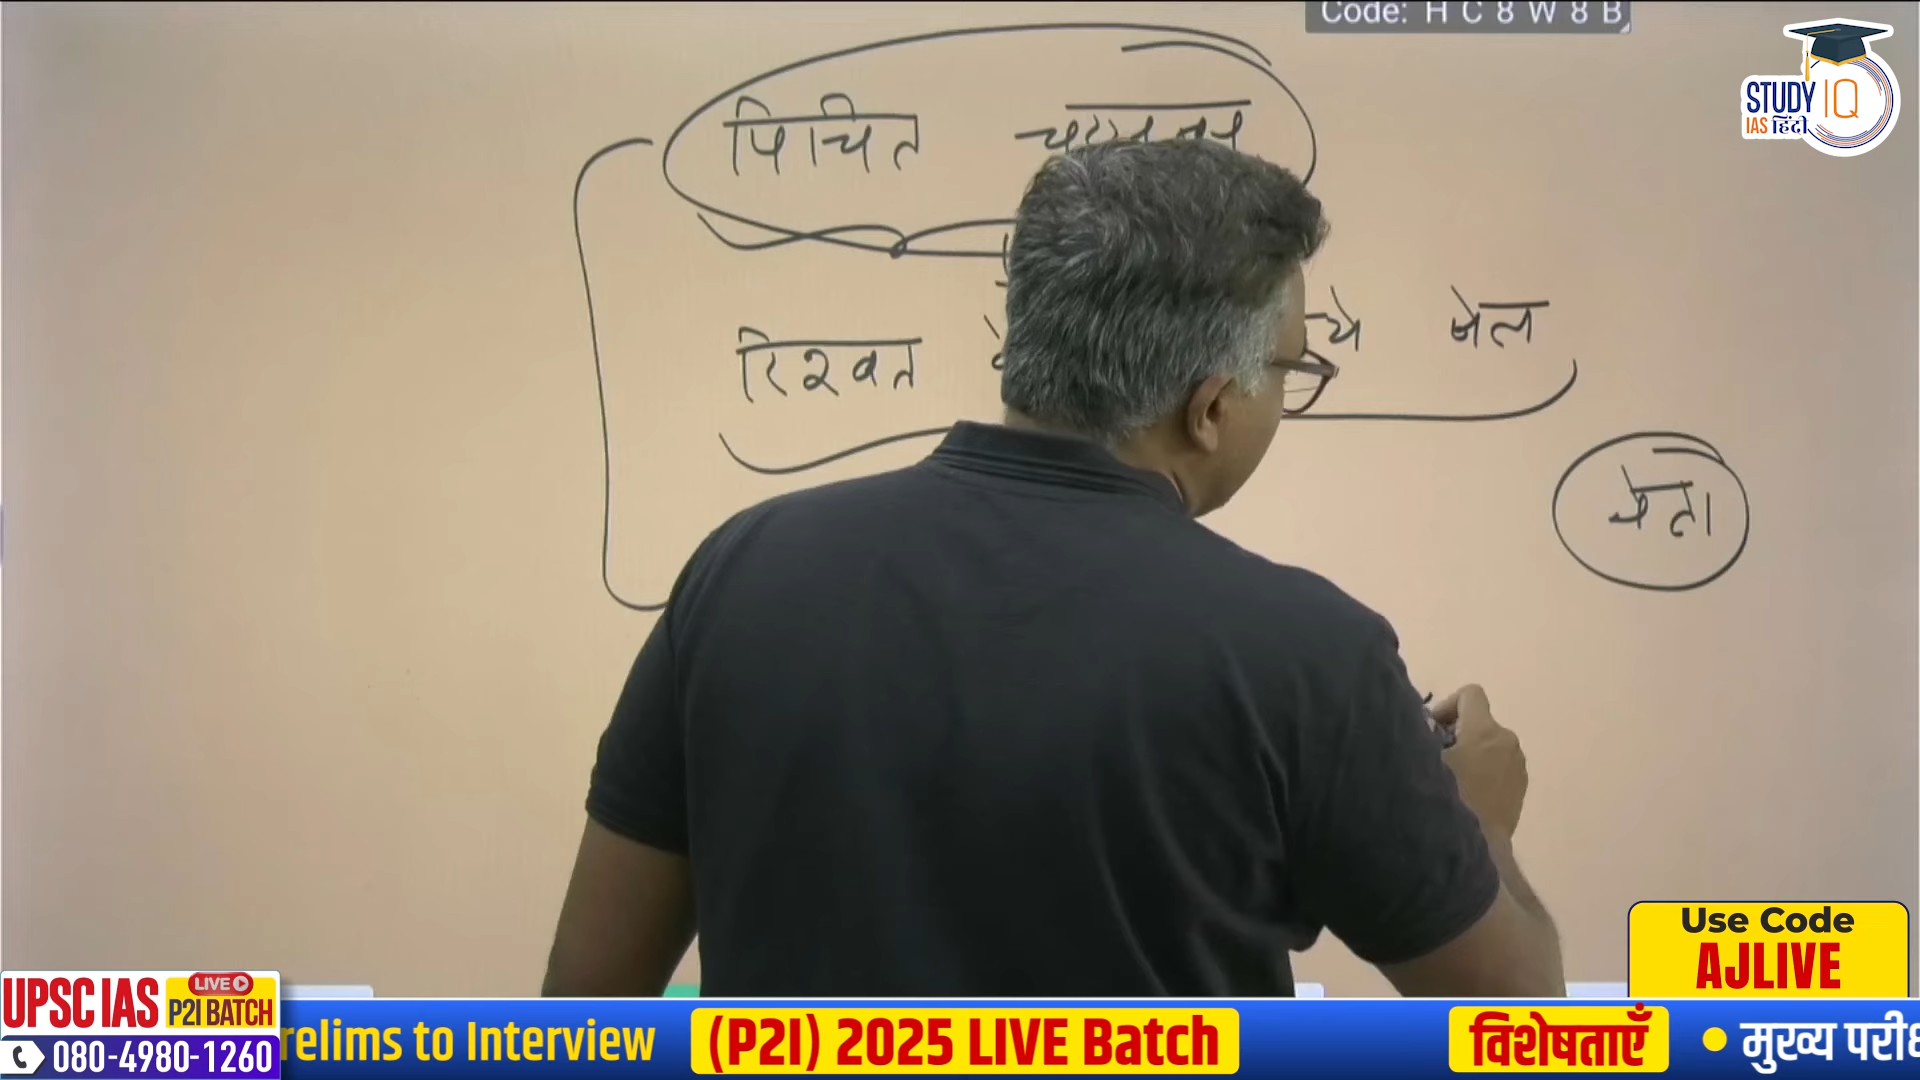 Code: H C 8 W 8 B
STUDY IQ
IAS हिंदी
रिश्वत
जेल
नेता
Use Code
AJLIVE
UPSC IAS
LIVE
P2I BATCH
080-4980-1260
relims to Interview
(P2I) 2025 LIVE Batch
विशेषताएँ
• मुख्य परीक्ष